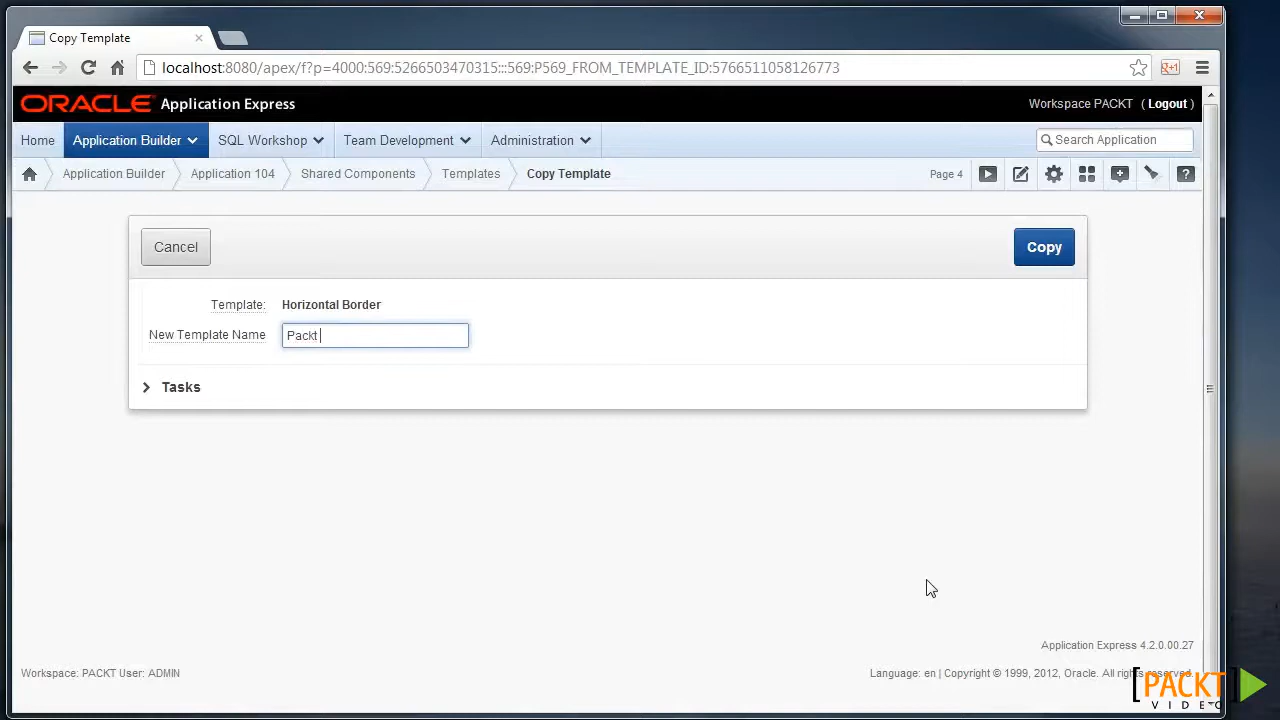 Copy Template
localhost:8080/apex/f?p=4000:569:5266503470315:::569:P569_FROM_TEMPLATE_ID:5766511058126773
ORACLE Application Express
Workspace PACKT ( Logout )
Home Application Builder SQL Workshop Team Development Administration Search Application
Application Builder Application 104 Shared Components Templates Copy Template Page 4
Cancel Copy
Template: Horizontal Border
New Template Name Packt
Tasks
Application Express 4.2.0.00.27
Workspace: PACKT User: ADMIN Language: en | Copyright © 1999, 2012, Oracle. All rights reserved.
[PACKT]
VIDEO